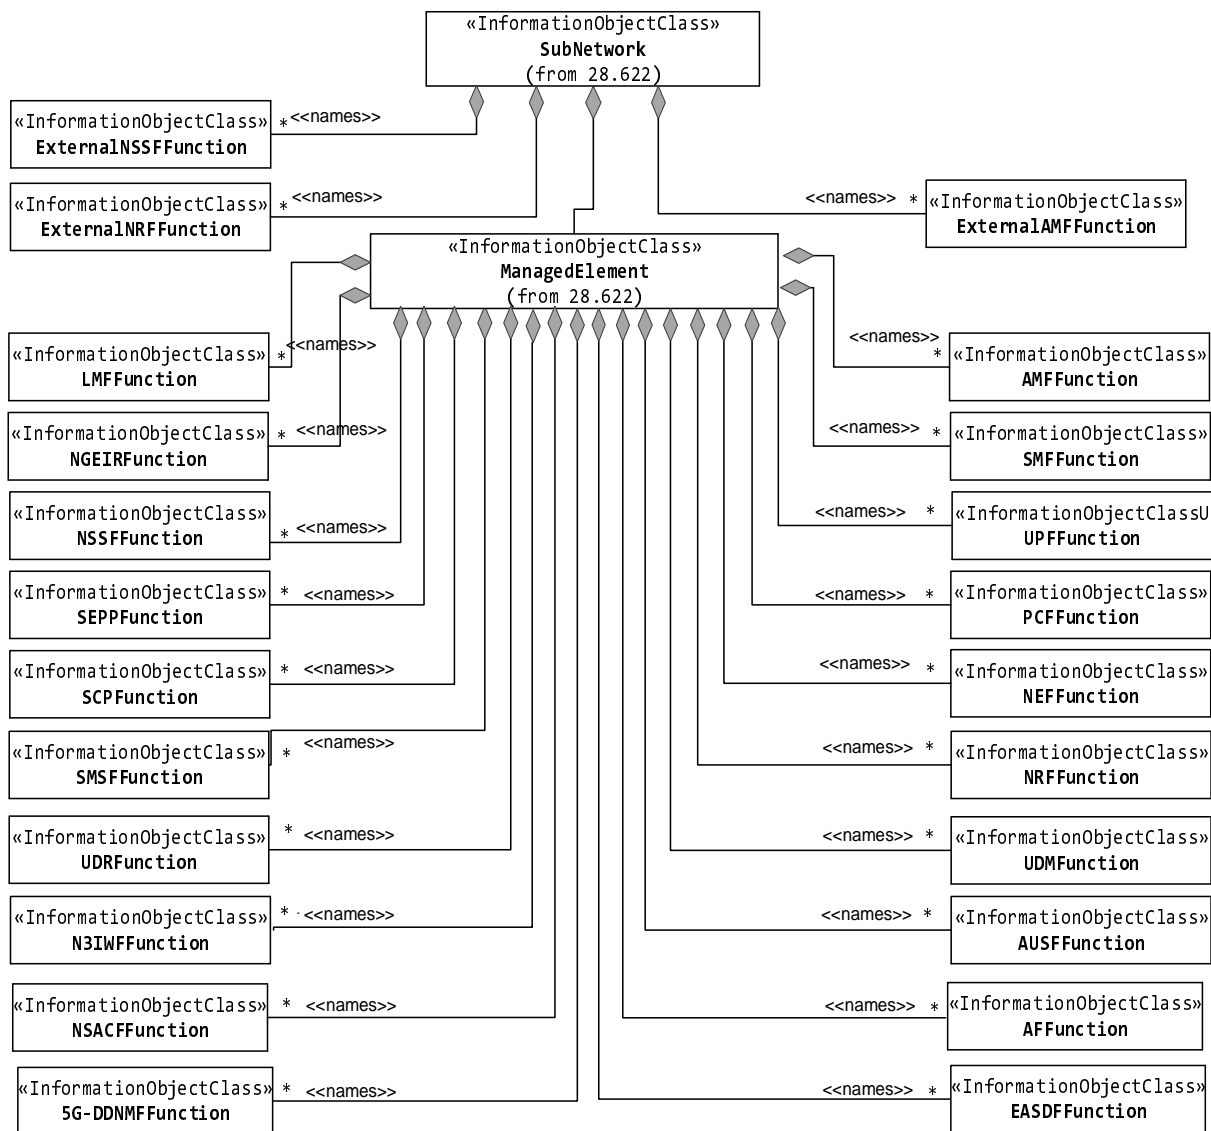 «InformationObjectClass»
SubNetwork
(from 28.622)
«InformationObjectClass»
ExternalNSSFFunction
* <<names>>
«InformationObjectClass»
ExternalNRFFunction
* <<names>>
<<names>> *
«InformationObjectClass»
ExternalAMFFunction
«InformationObjectClass»
ManagedElement
(from 28.622)
«InformationObjectClass»
LMFFunction
* <<names>>
<<names>>
*
«InformationObjectClass»
AMFFunction
«InformationObjectClass»
NGEIRFunction
* <<names>>
<<names>> *
«InformationObjectClass»
SMFFunction
«InformationObjectClass»
NSSFFunction
* <<names>>
<<names>> *
«InformationObjectClassU
UPFFunction
«InformationObjectClass»
SEPPFunction
* <<names>>
<<names>> *
«InformationObjectClass»
PCFFunction
«InformationObjectClass»
SCPFunction
* <<names>>
<<names>> *
«InformationObjectClass»
NEFFunction
«InformationObjectClass»
SMSFFunction
* <<names>>
<<names>> *
«InformationObjectClass»
NRFFunction
«InformationObjectClass»
UDRFunction
* <<names>>
<<names>> *
«InformationObjectClass»
UDMFunction
«InformationObjectClass»
N3IWFFunction
* <<names>>
<<names>> *
«InformationObjectClass»
AUSFFunction
«InformationObjectClass»
NSACFFunction
* <<names>>
<<names>> *
«InformationObjectClass»
AFFunction
«InformationObjectClass»
5G-DDNMFFunction
* <<names>>
<<names>> *
«InformationObjectClass»
EASDFFunction